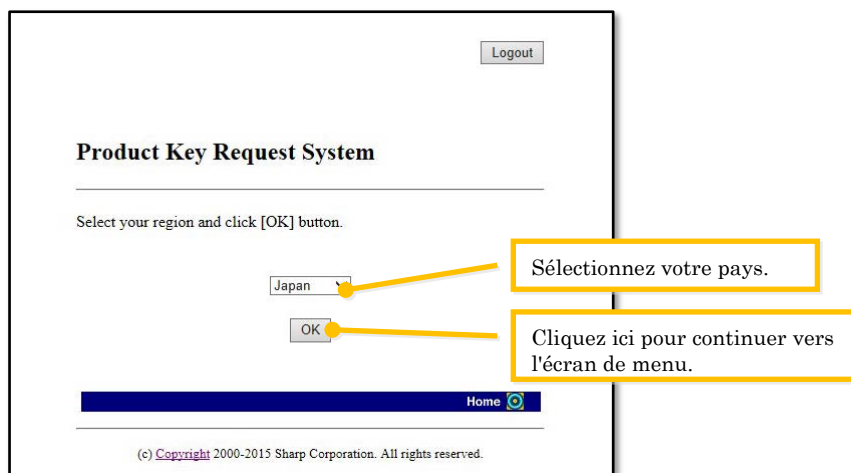 Logout
Product Key Request System
Select your region and click [OK] button.
Sélectionnez votre pays.
Japan
OK
Cliquez ici pour continuer vers
l'écran de menu.
Home
(c) Copyright 2000-2015 Sharp Corporation. All rights reserved.